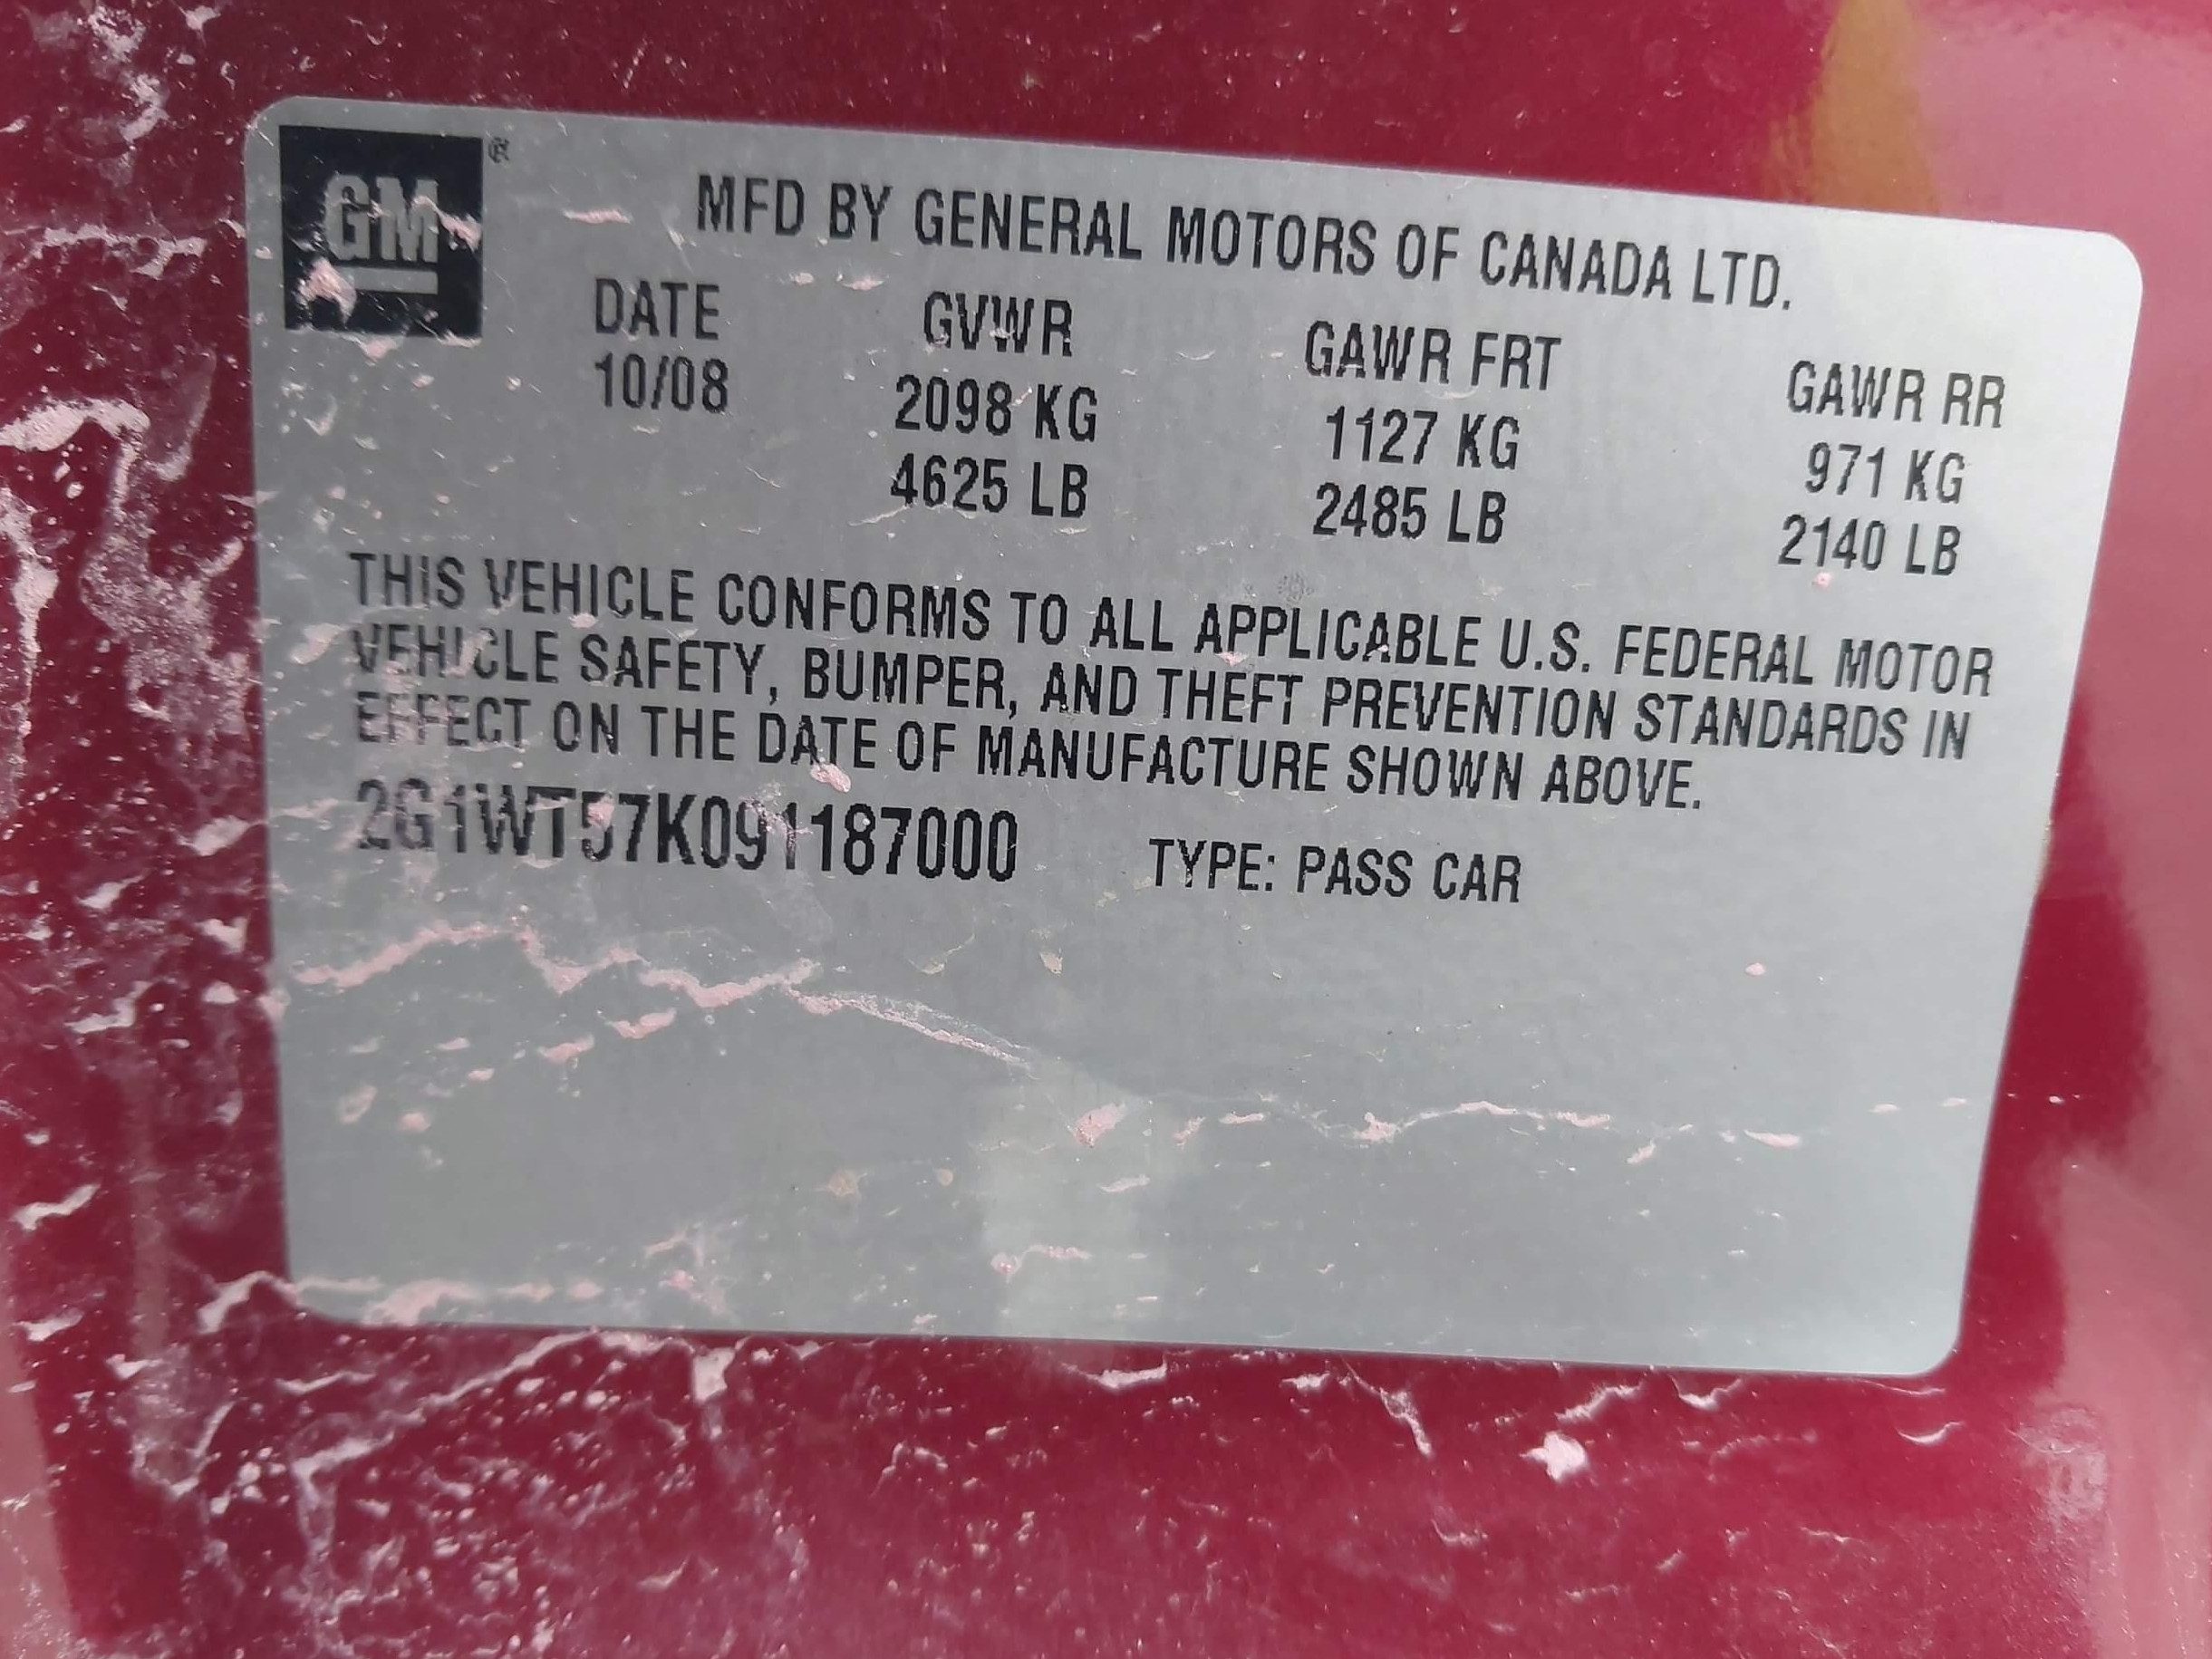 GM®
MFD BY GENERAL MOTORS OF CANADA LTD.
DATE GVWR GAWR FRT GAWR RR
10/08 2098 KG 1127 KG 971 KG
4625 LB 2485 LB 2140 LB
THIS VEHICLE CONFORMS TO ALL APPLICABLE U.S. FEDERAL MOTOR
VEHICLE SAFETY, BUMPER, AND THEFT PREVENTION STANDARDS IN
EFFECT ON THE DATE OF MANUFACTURE SHOWN ABOVE.
2G1WT57K091187000 TYPE: PASS CAR